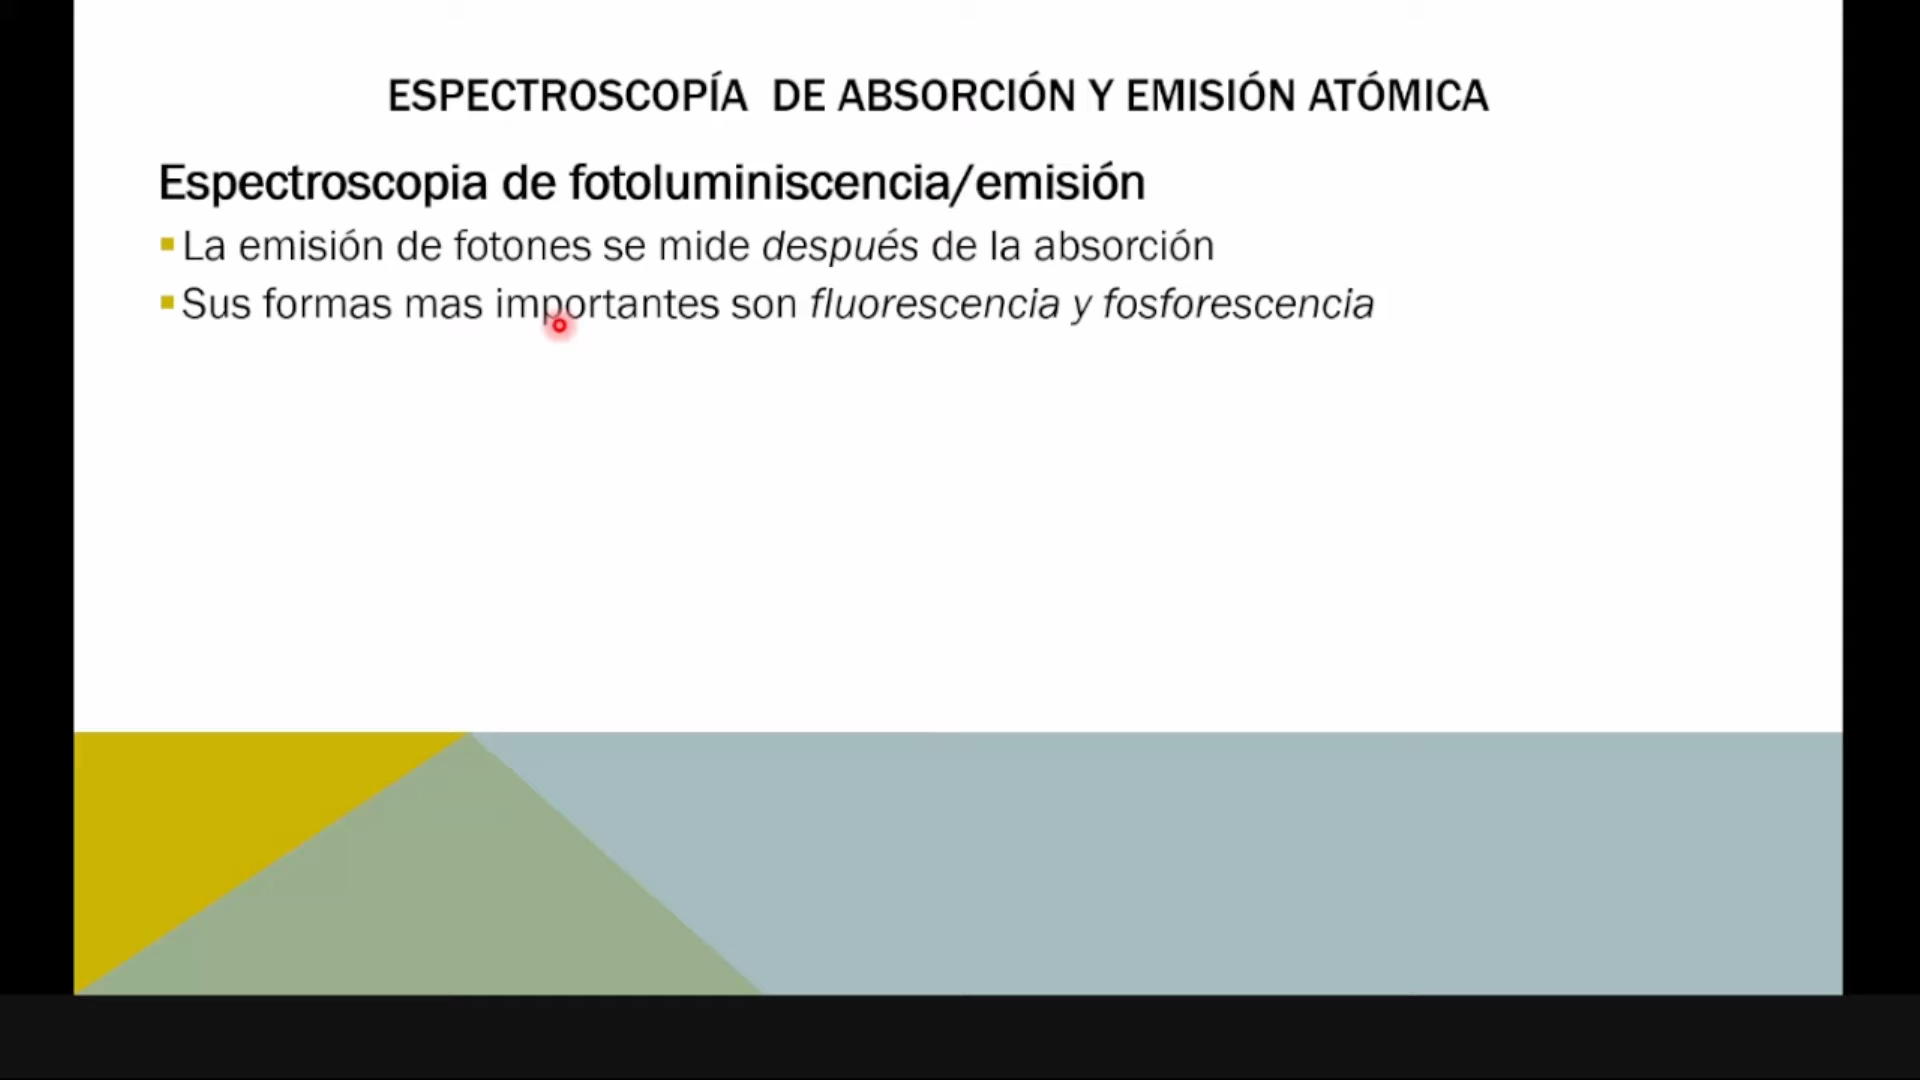 ESPECTROSCOPÍA DE ABSORCIÓN Y EMISIÓN ATÓMICA
Espectroscopia de fotoluminiscencia/emisión
La emisión de fotones se mide después de la absorción
Sus formas mas importantes son fluorescencia y fosforescencia